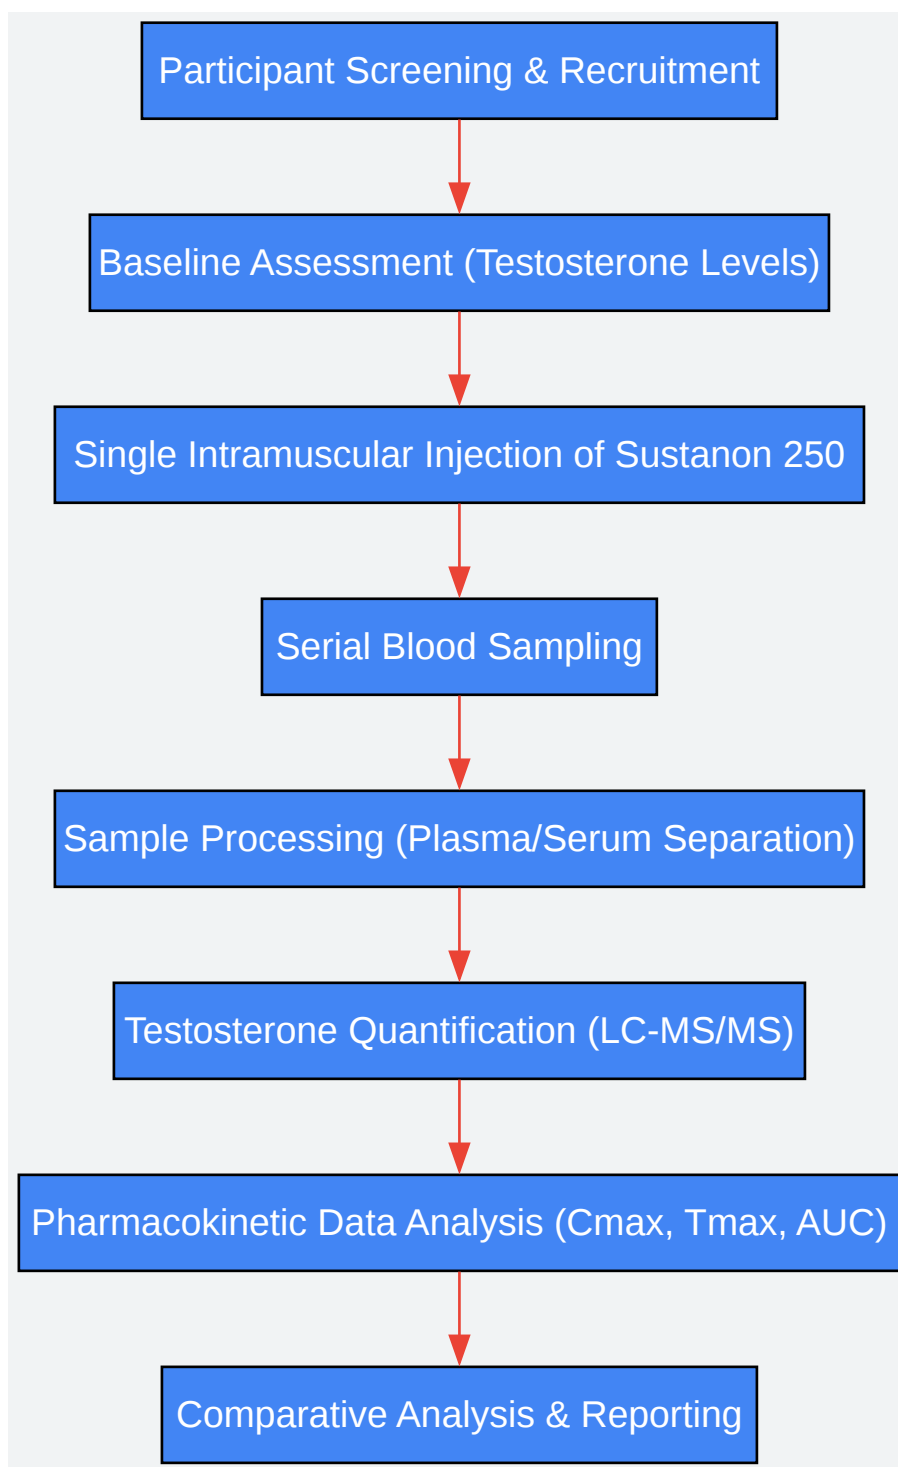 Participant Screening & Recruitment
Baseline Assessment (Testosterone Levels)
Single Intramuscular Injection of Sustanon 250
Serial Blood Sampling
Sample Processing (Plasma/Serum Separation)
Testosterone Quantification (LC-MS/MS)
Pharmacokinetic Data Analysis (Cmax, Tmax, AUC)
Comparative Analysis & Reporting